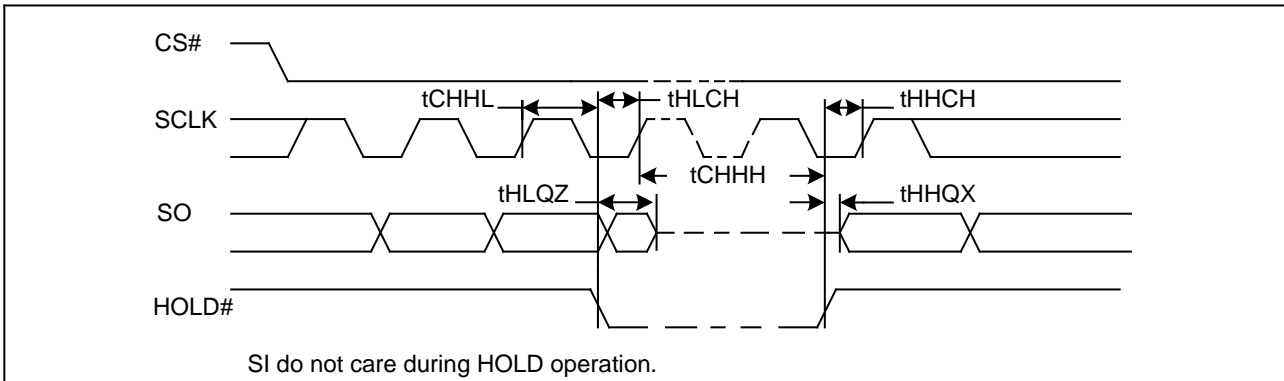 CS#
tCHHL
tHLCH
tHHCH
SCLK
tCHHH
tHLQZ
tHHQX
SO
HOLD#
SI do not care during HOLD operation.